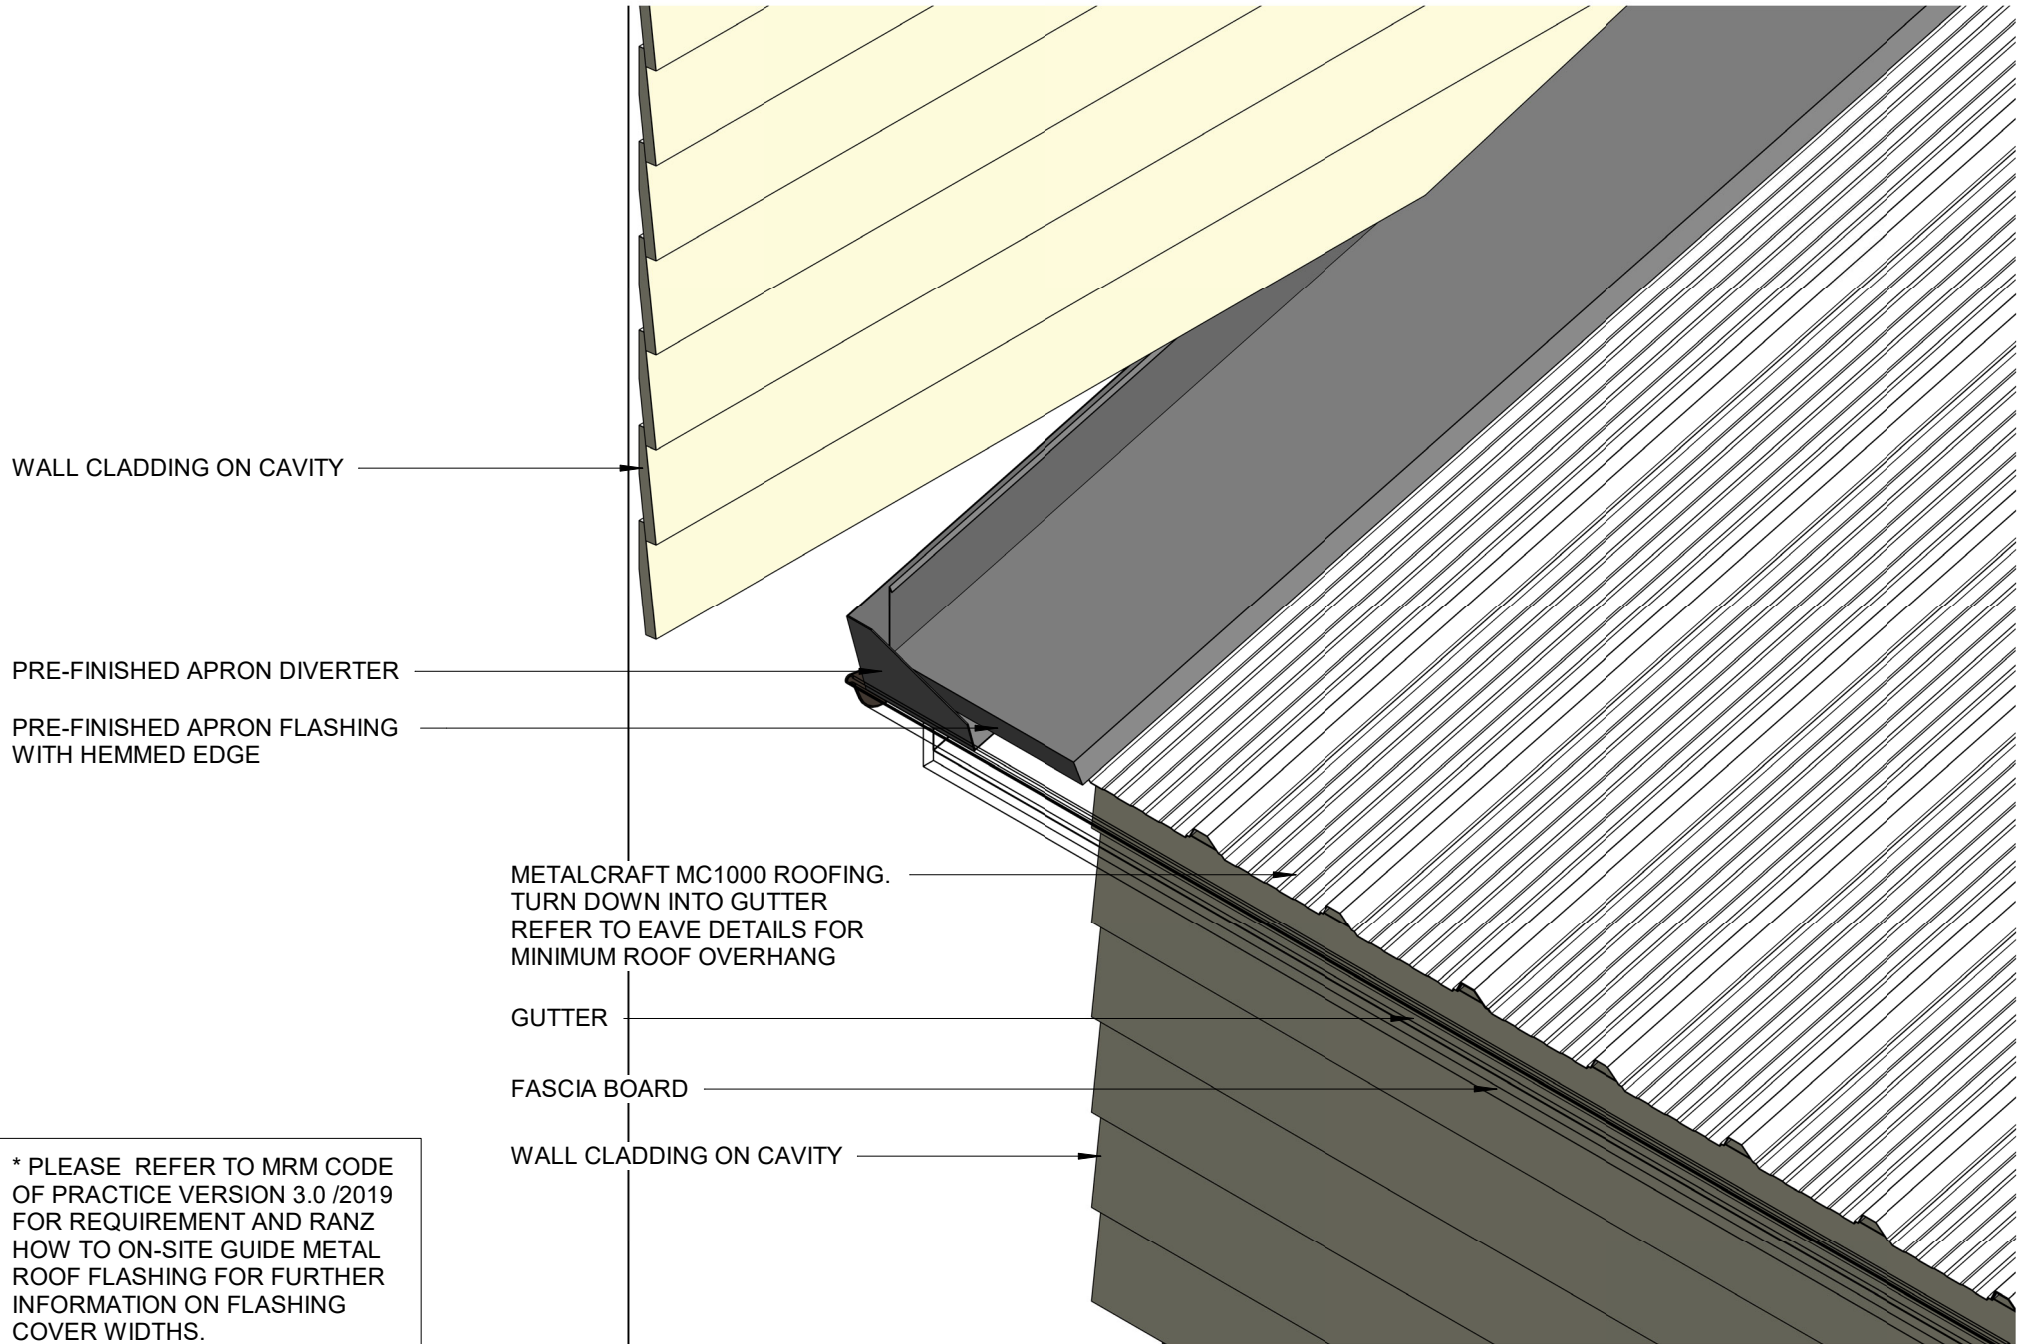 WALL CLADDING ON CAVITY
PRE-FINISHED APRON DIVERTER
PRE-FINISHED APRON FLASHING
WITH HEMMED EDGE
METALCRAFT MC1000 ROOFING.
TURN DOWN INTO GUTTER
REFER TO EAVE DETAILS FOR
MINIMUM ROOF OVERHANG
GUTTER
FASCIA BOARD
WALL CLADDING ON CAVITY
* PLEASE REFER TO MRM CODE
OF PRACTICE VERSION 3.0 /2019
FOR REQUIREMENT AND RANZ
HOW TO ON-SITE GUIDE METAL
ROOF FLASHING FOR FURTHER
INFORMATION ON FLASHING
COVER WIDTHS.